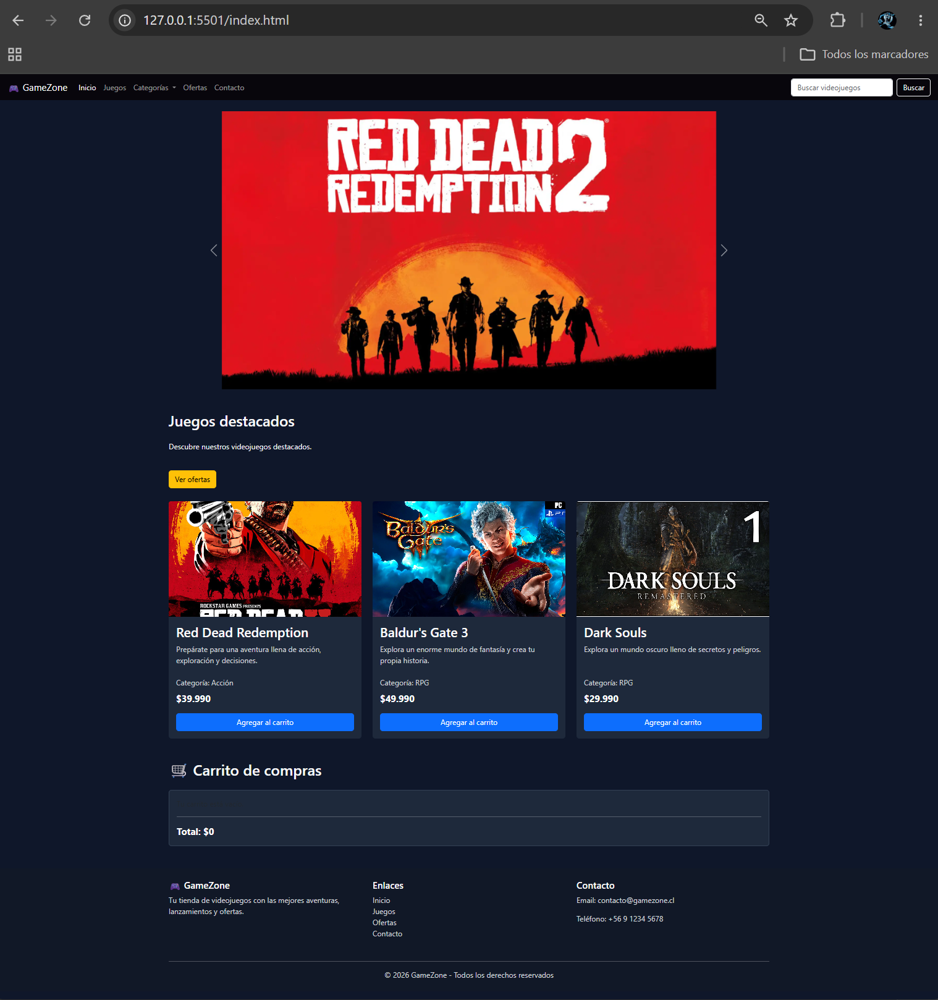 127.0.0.1:5501/index.html
Todos los marcadores
GameZone Inicio Juegos Categorías Ofertas Contacto Buscar videojuegos Buscar
RED DEAD
REDEMPTION 2
Juegos destacados
Descubre nuestros videojuegos destacados.
Ver ofertas
ROCKSTAR GAMES PRESENTS
RED DEAD II
PC
Baldur's
Gate
1
DARK SOULS
REMASTERED
Red Dead Redemption
Prepárate para una aventura llena de acción,
exploración y decisiones.
Categoría: Acción
$39.990
Agregar al carrito
Baldur's Gate 3
Explora un enorme mundo de fantasía y crea tu
propia historia.
Categoría: RPG
$49.990
Agregar al carrito
Dark Souls
Explora un mundo oscuro lleno de secretos y peligros.
Categoría: RPG
$29.990
Agregar al carrito
Carrito de compras
Total: $0
GameZone
Tu tienda de videojuegos con las mejores aventuras,
lanzamientos y ofertas.
Enlaces
Inicio
Juegos
Ofertas
Contacto
Contacto
Email: contacto@gamezone.cl
Teléfono: +56 9 1234 5678
© 2026 GameZone - Todos los derechos reservados